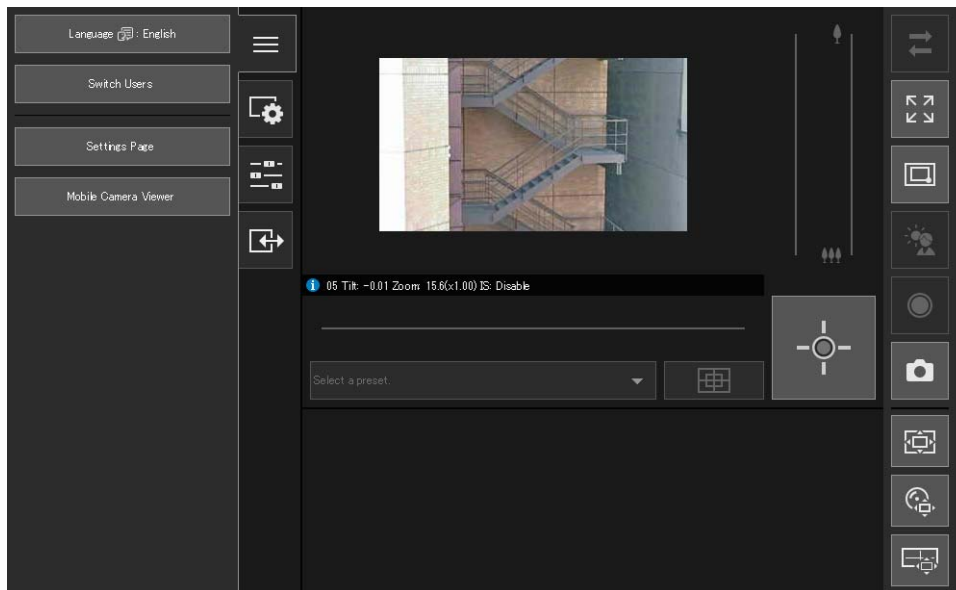 Language : English
Switch Users
Settings Page
Mobile Camera Viewer
05 Tilt: -0.01 Zoom: 15.6(x1.00) IS: Disable
Select a preset.